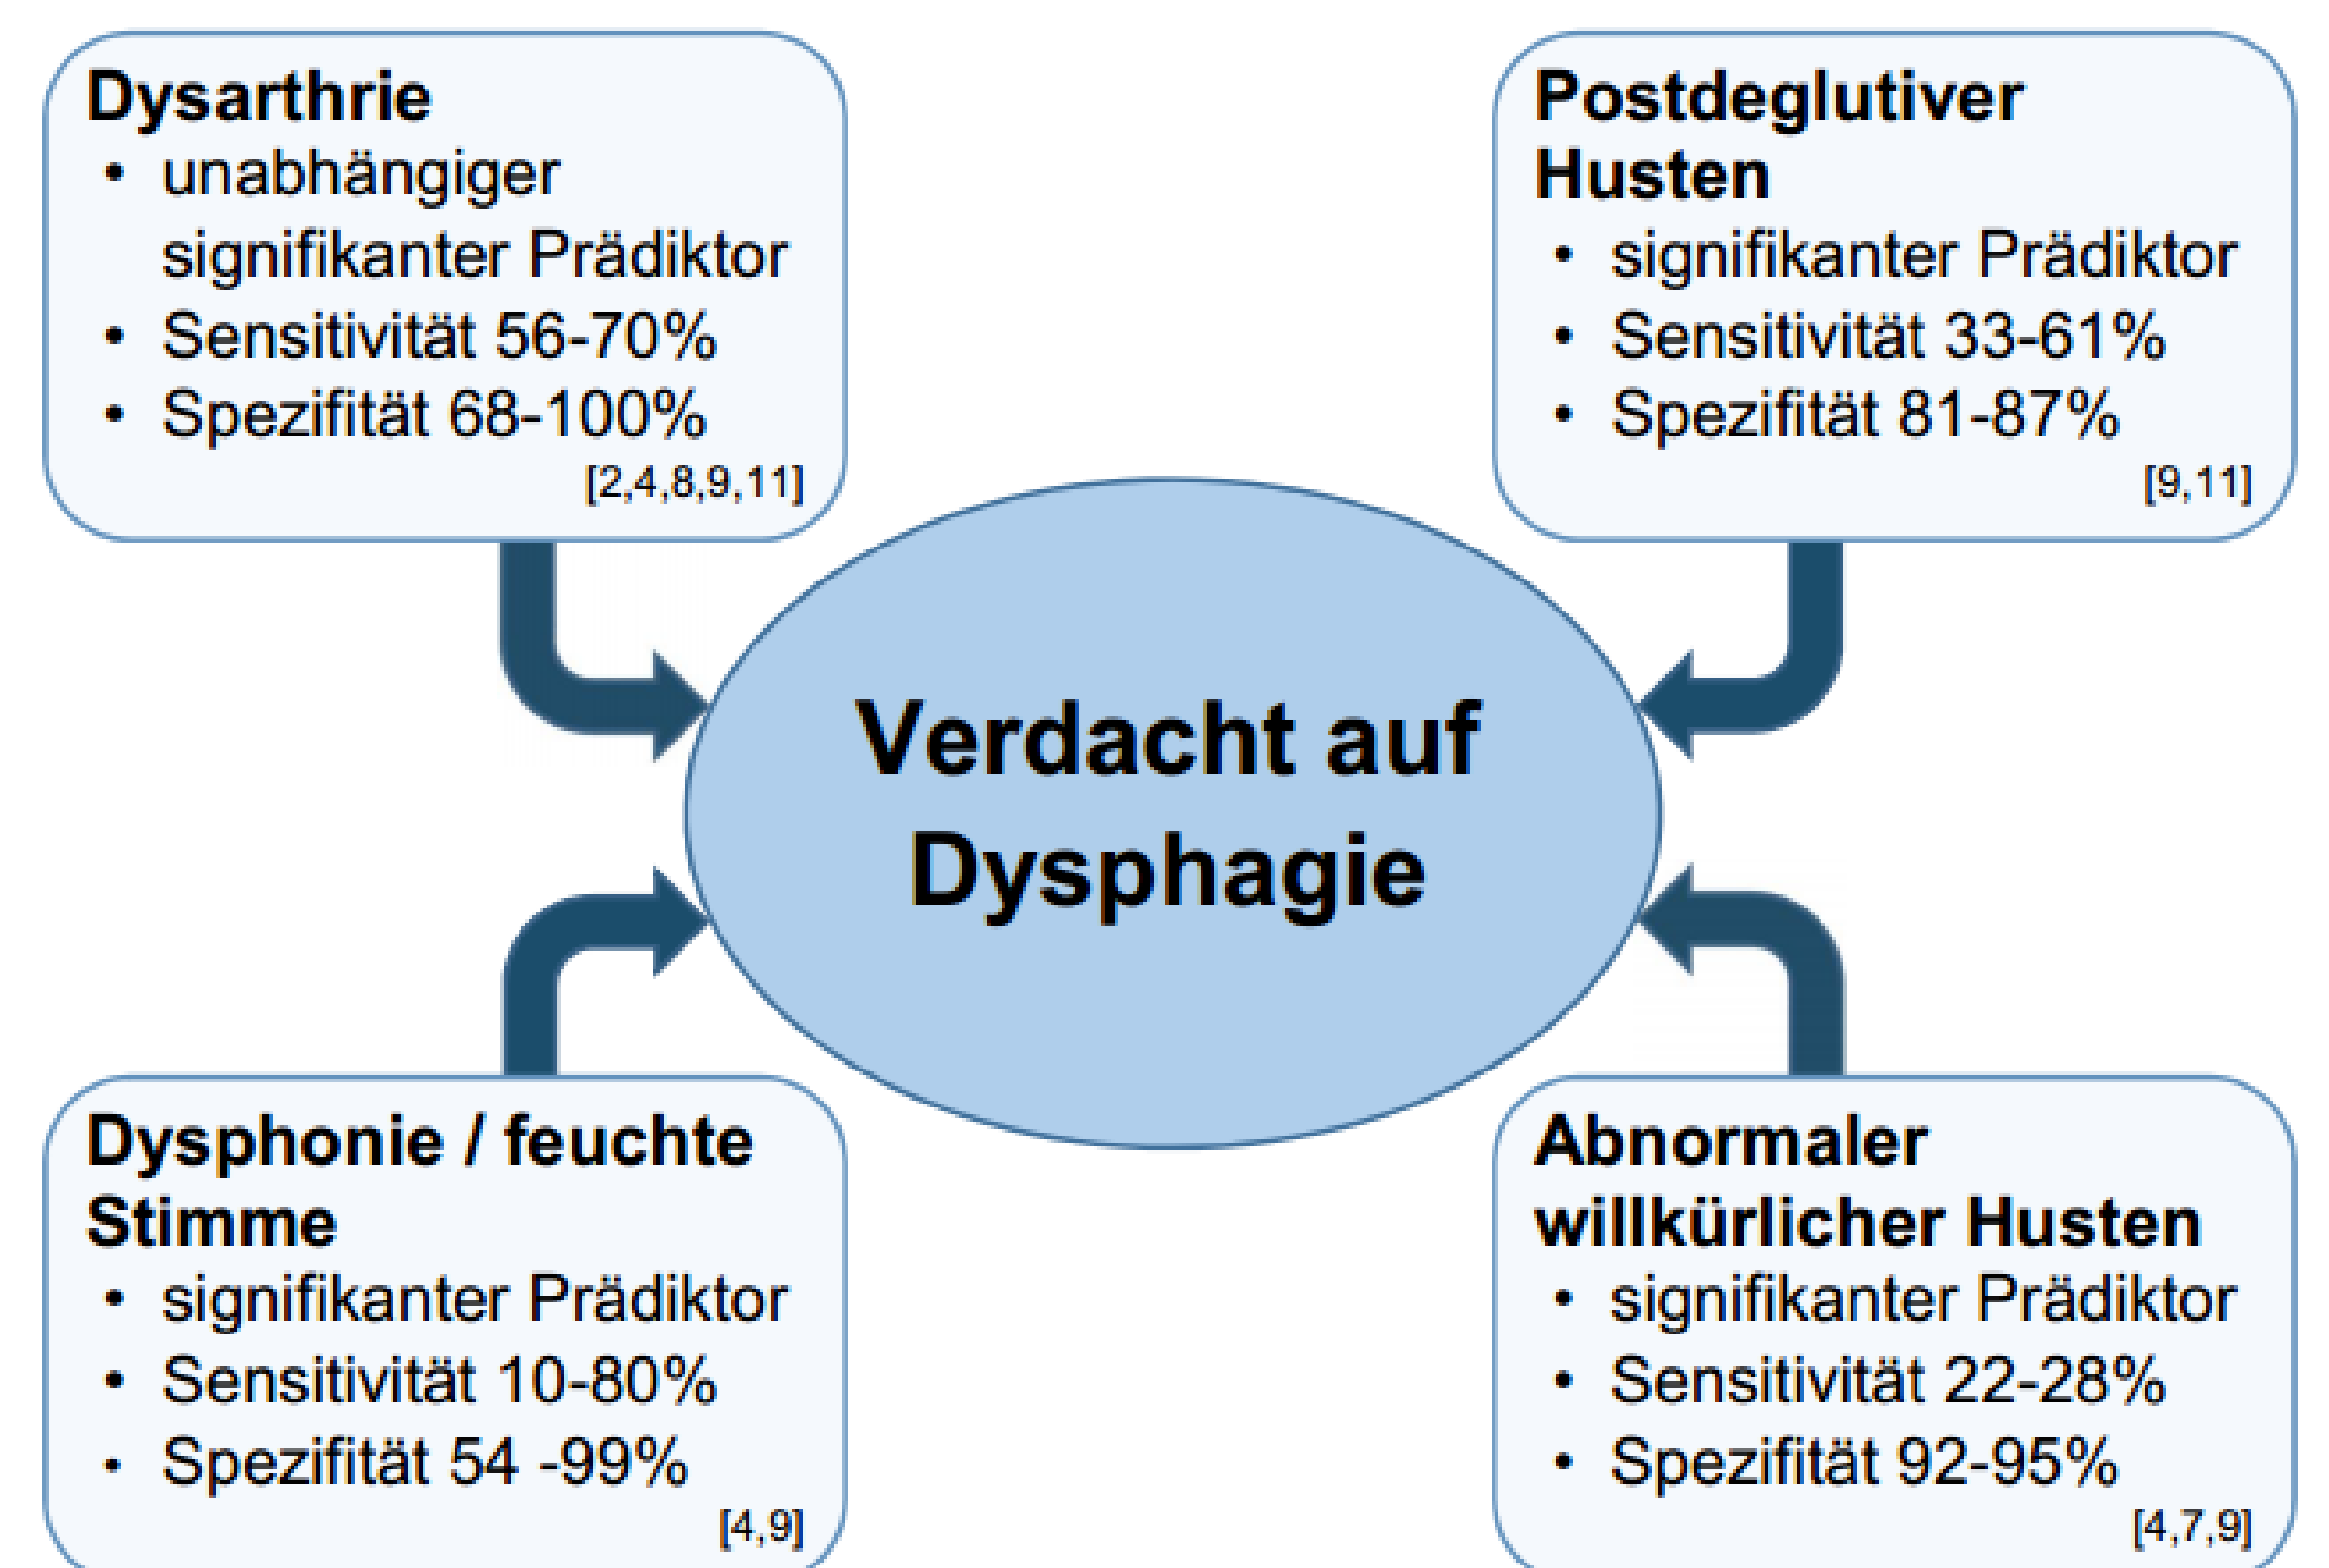 Dysarthrie
• unabhängiger
signifikanter Prädiktor
• Sensitivität 56-70%
• Spezifität 68-100%
[2,4,8,9,11]
Postdeglutiver
Husten
• signifikanter Prädiktor
• Sensitivität 33-61%
• Spezifität 81-87%
[9,11]
Verdacht auf
Dysphagie
Dysphonie / feuchte
Stimme
• signifikanter Prädiktor
• Sensitivität 10-80%
• Spezifität 54 -99%
[4,9]
Abnormaler
willkürlicher Husten
• signifikanter Prädiktor
• Sensitivität 22-28%
• Spezifität 92-95%
[4,7,9]